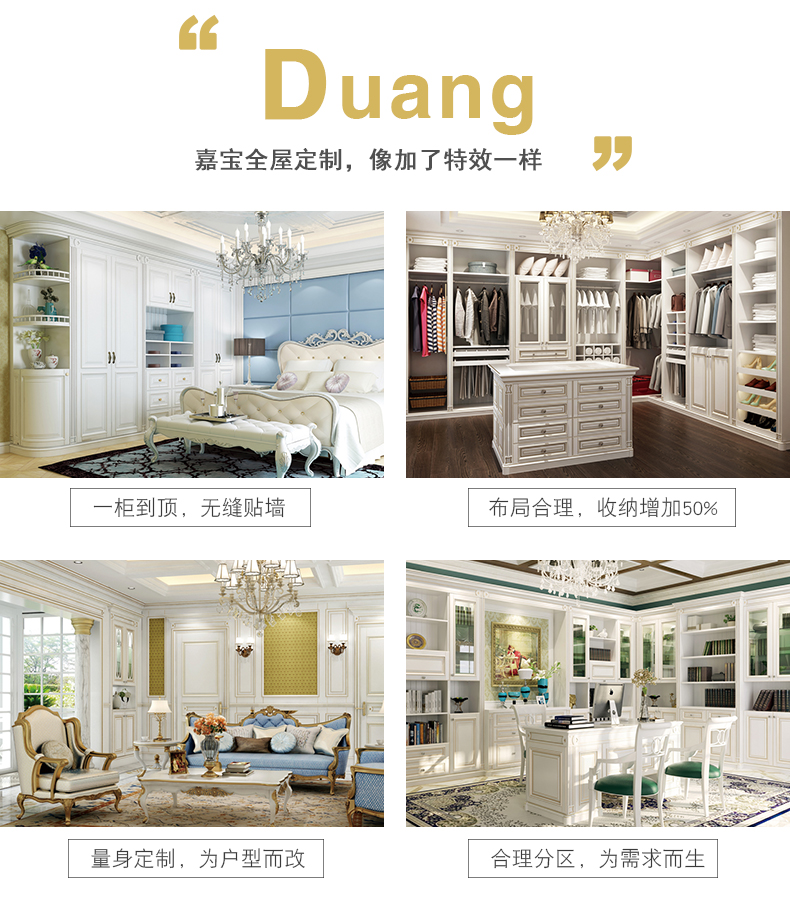 “
Duang
嘉宝全屋定制，像加了特效一样
”
一柜到顶，无缝贴墙
布局合理，收纳增加50%
量身定制，为户型而改
合理分区，为需求而生